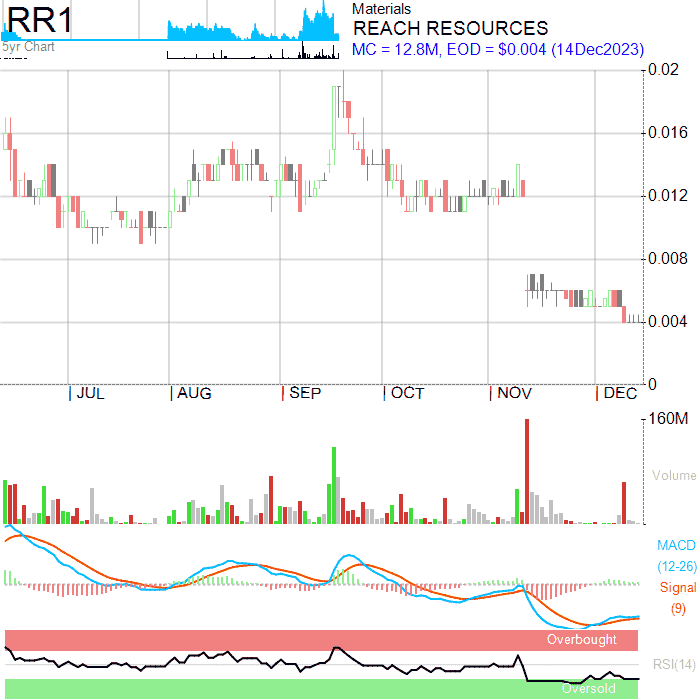 RR1
5yr Chart
Materials
REACH RESOURCES
MC = 12.8M, EOD = $0.004 (14Dec2023)
0.02
0.016
0.012
0.008
0.004
0
JUL AUG SEP OCT NOV DEC
160M
Volume
MACD
(12-26)
Signal
(9)
Overbought
RSI(14)
Oversold